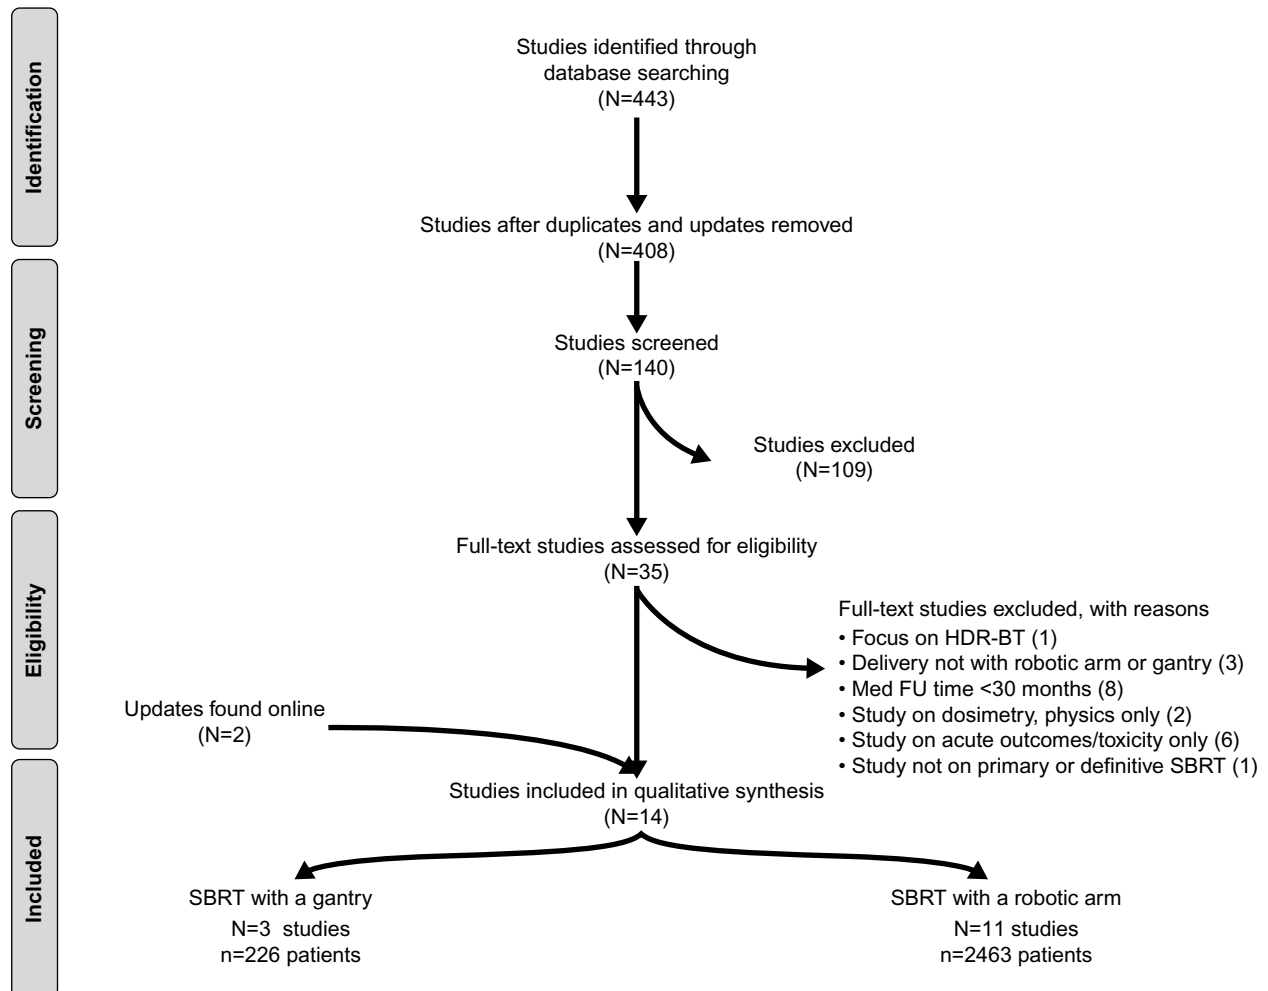 Identification
Studies identified through
database searching
(N=443)
Studies after duplicates and updates removed
(N=408)
Screening
Studies screened
(N=140)
Studies excluded
(N=109)
Eligibility
Full-text studies assessed for eligibility
(N=35)
Full-text studies excluded, with reasons
• Focus on HDR-BT (1)
• Delivery not with robotic arm or gantry (3)
• Med FU time <30 months (8)
• Study on dosimetry, physics only (2)
• Study on acute outcomes/toxicity only (6)
• Study not on primary or definitive SBRT (1)
Updates found online
(N=2)
Included
Studies included in qualitative synthesis
(N=14)
SBRT with a gantry
N=3 studies
n=226 patients
SBRT with a robotic arm
N=11 studies
n=2463 patients